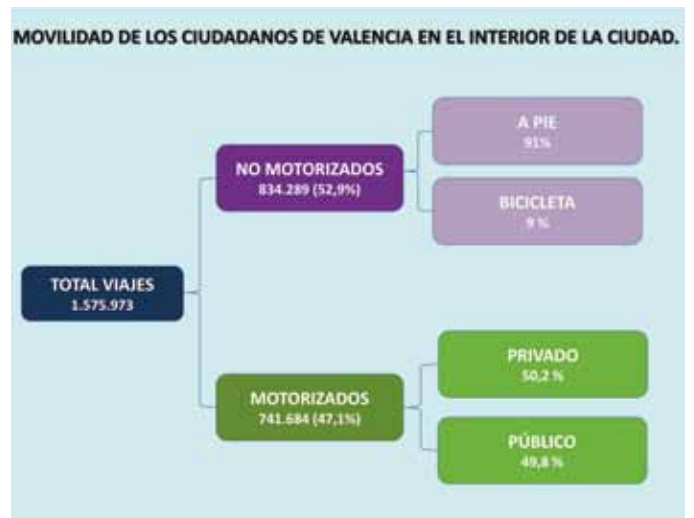 MOVILIDAD DE LOS CIUDADANOS DE VALENCIA EN EL INTERIOR DE LA CIUDAD.
A PIE
91%
NO MOTORIZADOS
834.289 (52,9%)
BICICLETA
9 %
TOTAL VIAJES
1.575.973
PRIVADO
50,2 %
MOTORIZADOS
741.684 (47,1%)
PÚBLICO
49,8 %